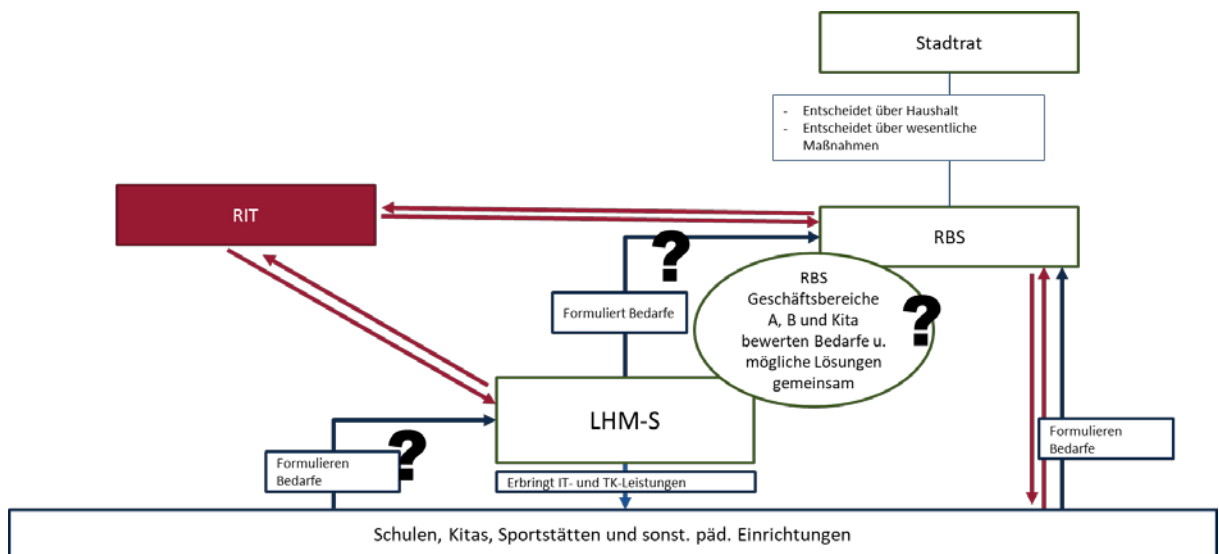 Stadtrat
- Entscheidet über Haushalt
- Entscheidet über wesentliche
Maßnahmen
RIT
RBS
?
RBS
Geschäftsbereiche
A, B und Kita
bewerten Bedarfe u.
mögliche Lösungen
gemeinsam
?
Formuliert Bedarfe
LHM-S
Formulieren
Bedarfe
?
Formulieren
Bedarfe
Erbringt IT- und TK-Leistungen
Schulen, Kitas, Sportstätten und sonst. päd. Einrichtungen